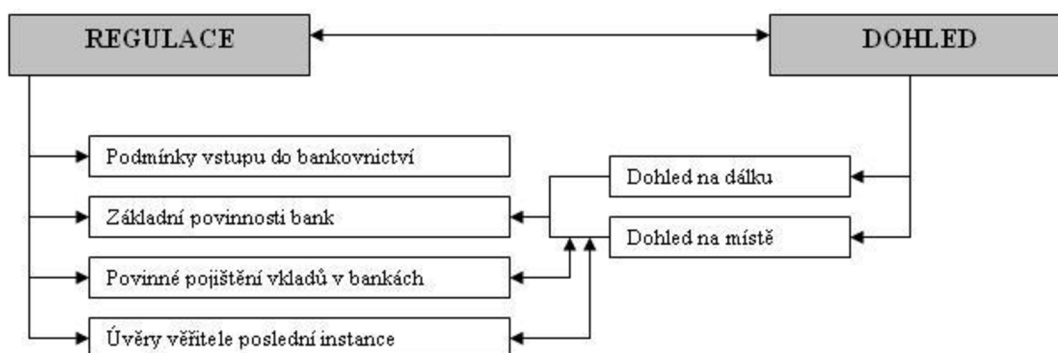 REGULACE
DOHLED
Podmínky vstupu do bankovnictví
Základní povinnosti bank
Povinné pojištění vkladů v bankách
Úvěry věřitele poslední instance
Dohled na dálku
Dohled na místě